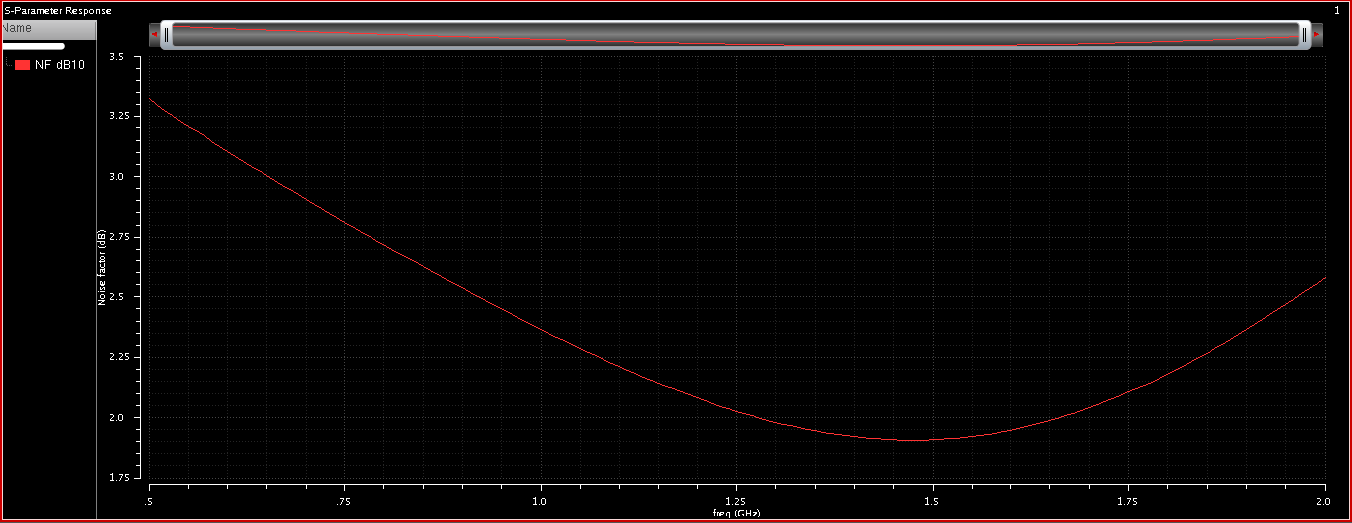 S-Parameter Response
1
Name
NF dB10
3.5
3.25
3.0
2.75
2.5
2.25
2.0
1.75
Noise factor (dB)
.5 .75 1.0 1.25 1.5 1.75 2.0
freq (GHz)